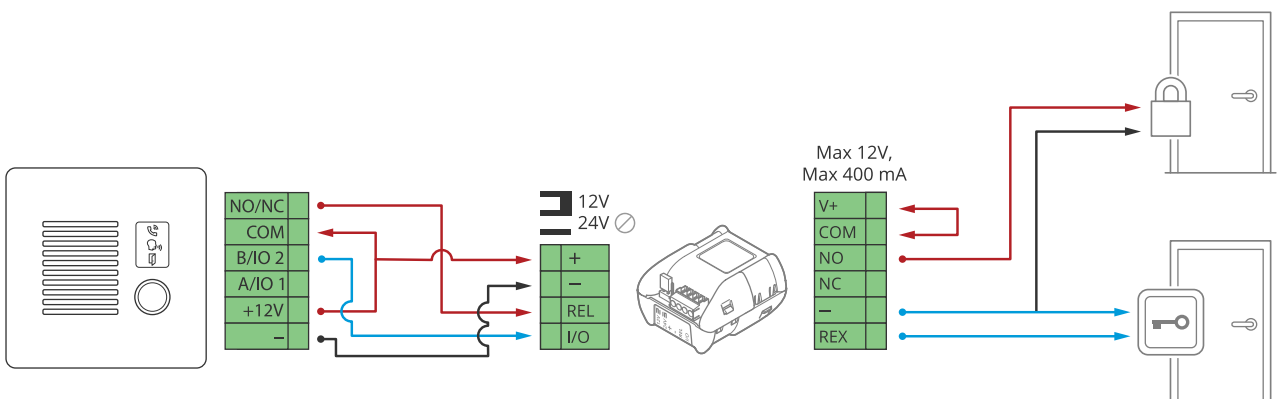 NO/NC
COM
B/IO 2
A/IO 1
+12V
–
12V
24V
+
–
REL
I/O
Max 12V,
Max 400 mA
V+
COM
NO
NC
–
REX